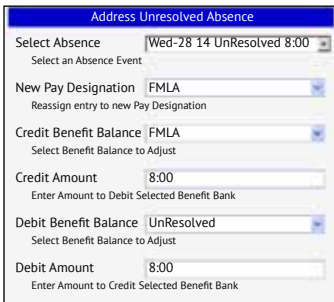 Address Unresolved Absence
Select Absence Wed-28 14 UnResolved 8:00
Select an Absence Event
New Pay Designation FMLA
Reassign entry to new Pay Designation
Credit Benefit Balance FMLA
Select Benefit Balance to Adjust
Credit Amount 8:00
Enter Amount to Debit Selected Benefit Bank
Debit Benefit Balance UnResolved
Select Benefit Balance to Adjust
Debit Amount 8:00
Enter Amount to Credit Selected Benefit Bank